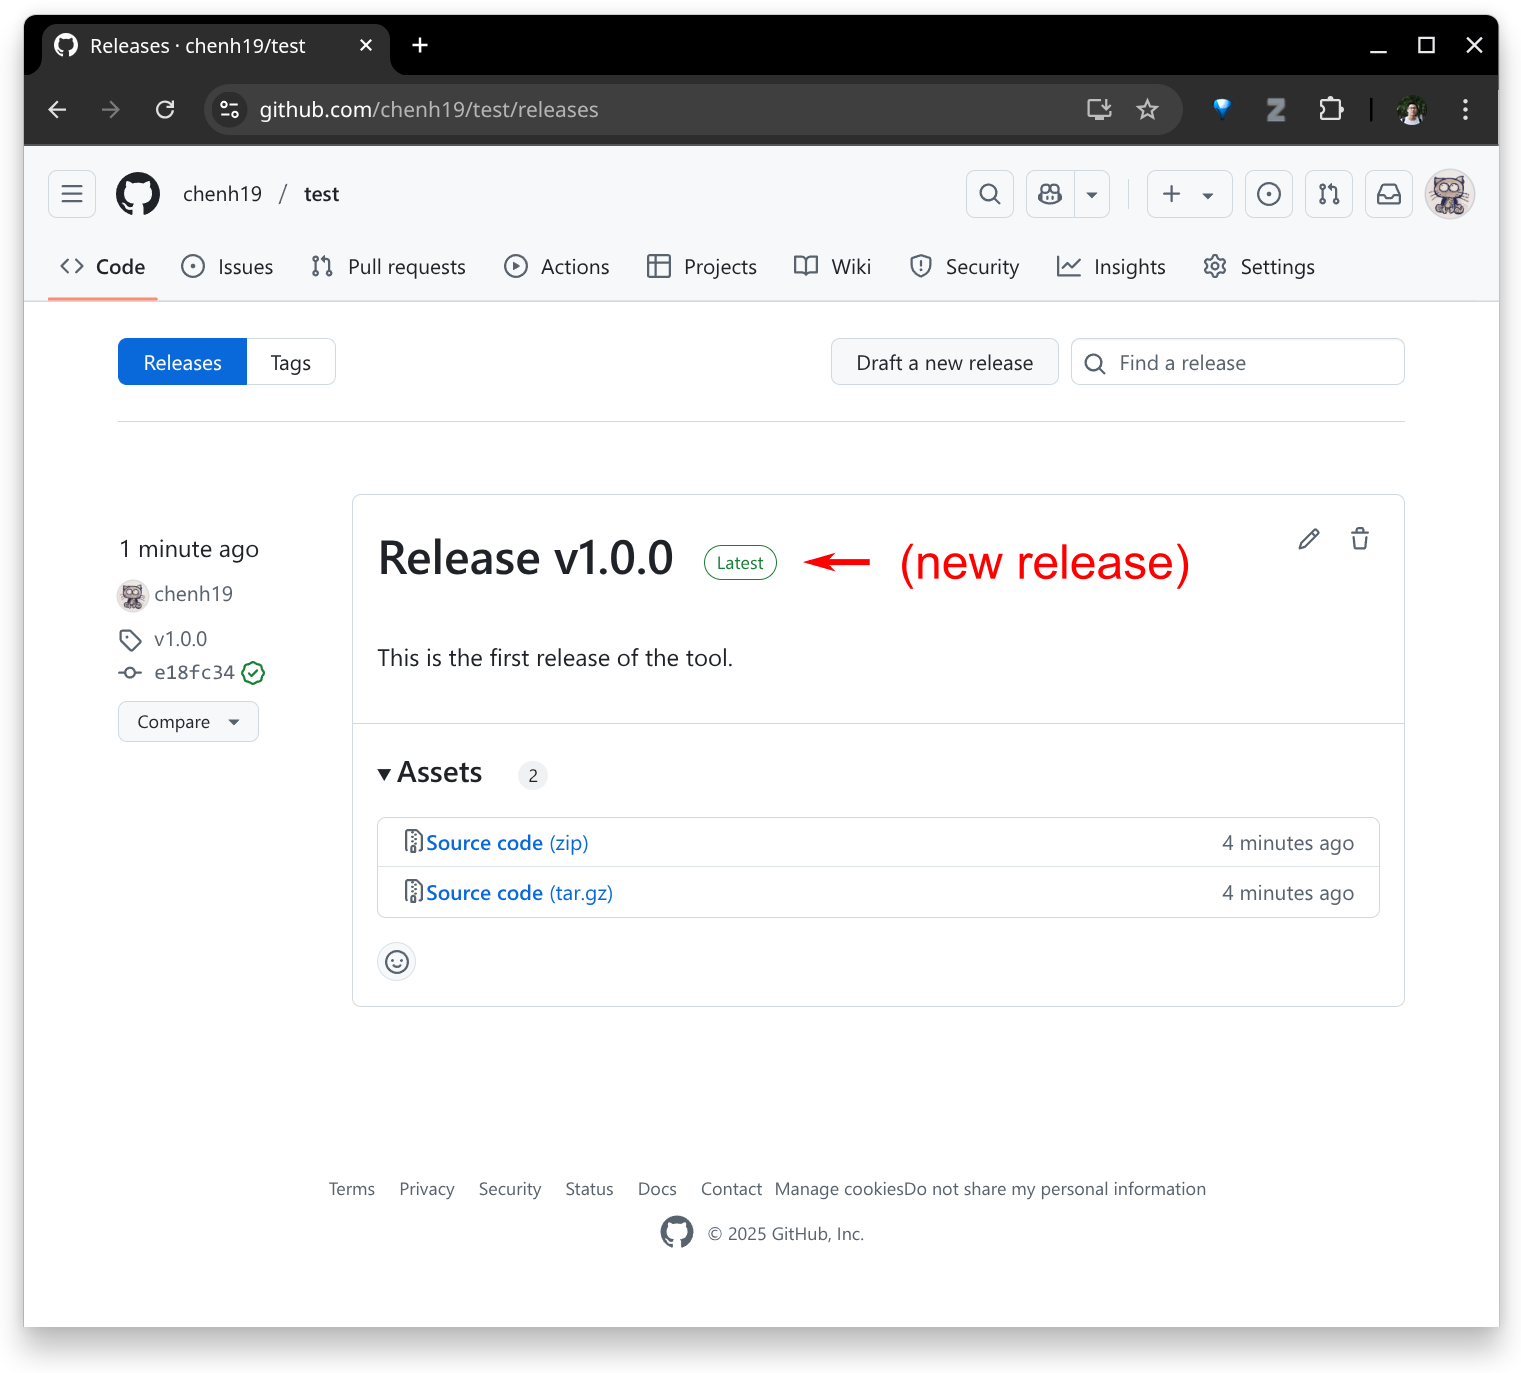 Releases · chenh19/test
github.com/chenh19/test/releases
chenh19 / test
Code Issues Pull requests Actions Projects Wiki Security Insights Settings
Releases Tags Draft a new release Find a release
1 minute ago
chenh19
v1.0.0
e18fc34
Compare
Release v1.0.0 Latest (new release)
This is the first release of the tool.
Assets 2
Source code (zip) 4 minutes ago
Source code (tar.gz) 4 minutes ago
Terms Privacy Security Status Docs Contact Manage cookiesDo not share my personal information
© 2025 GitHub, Inc.